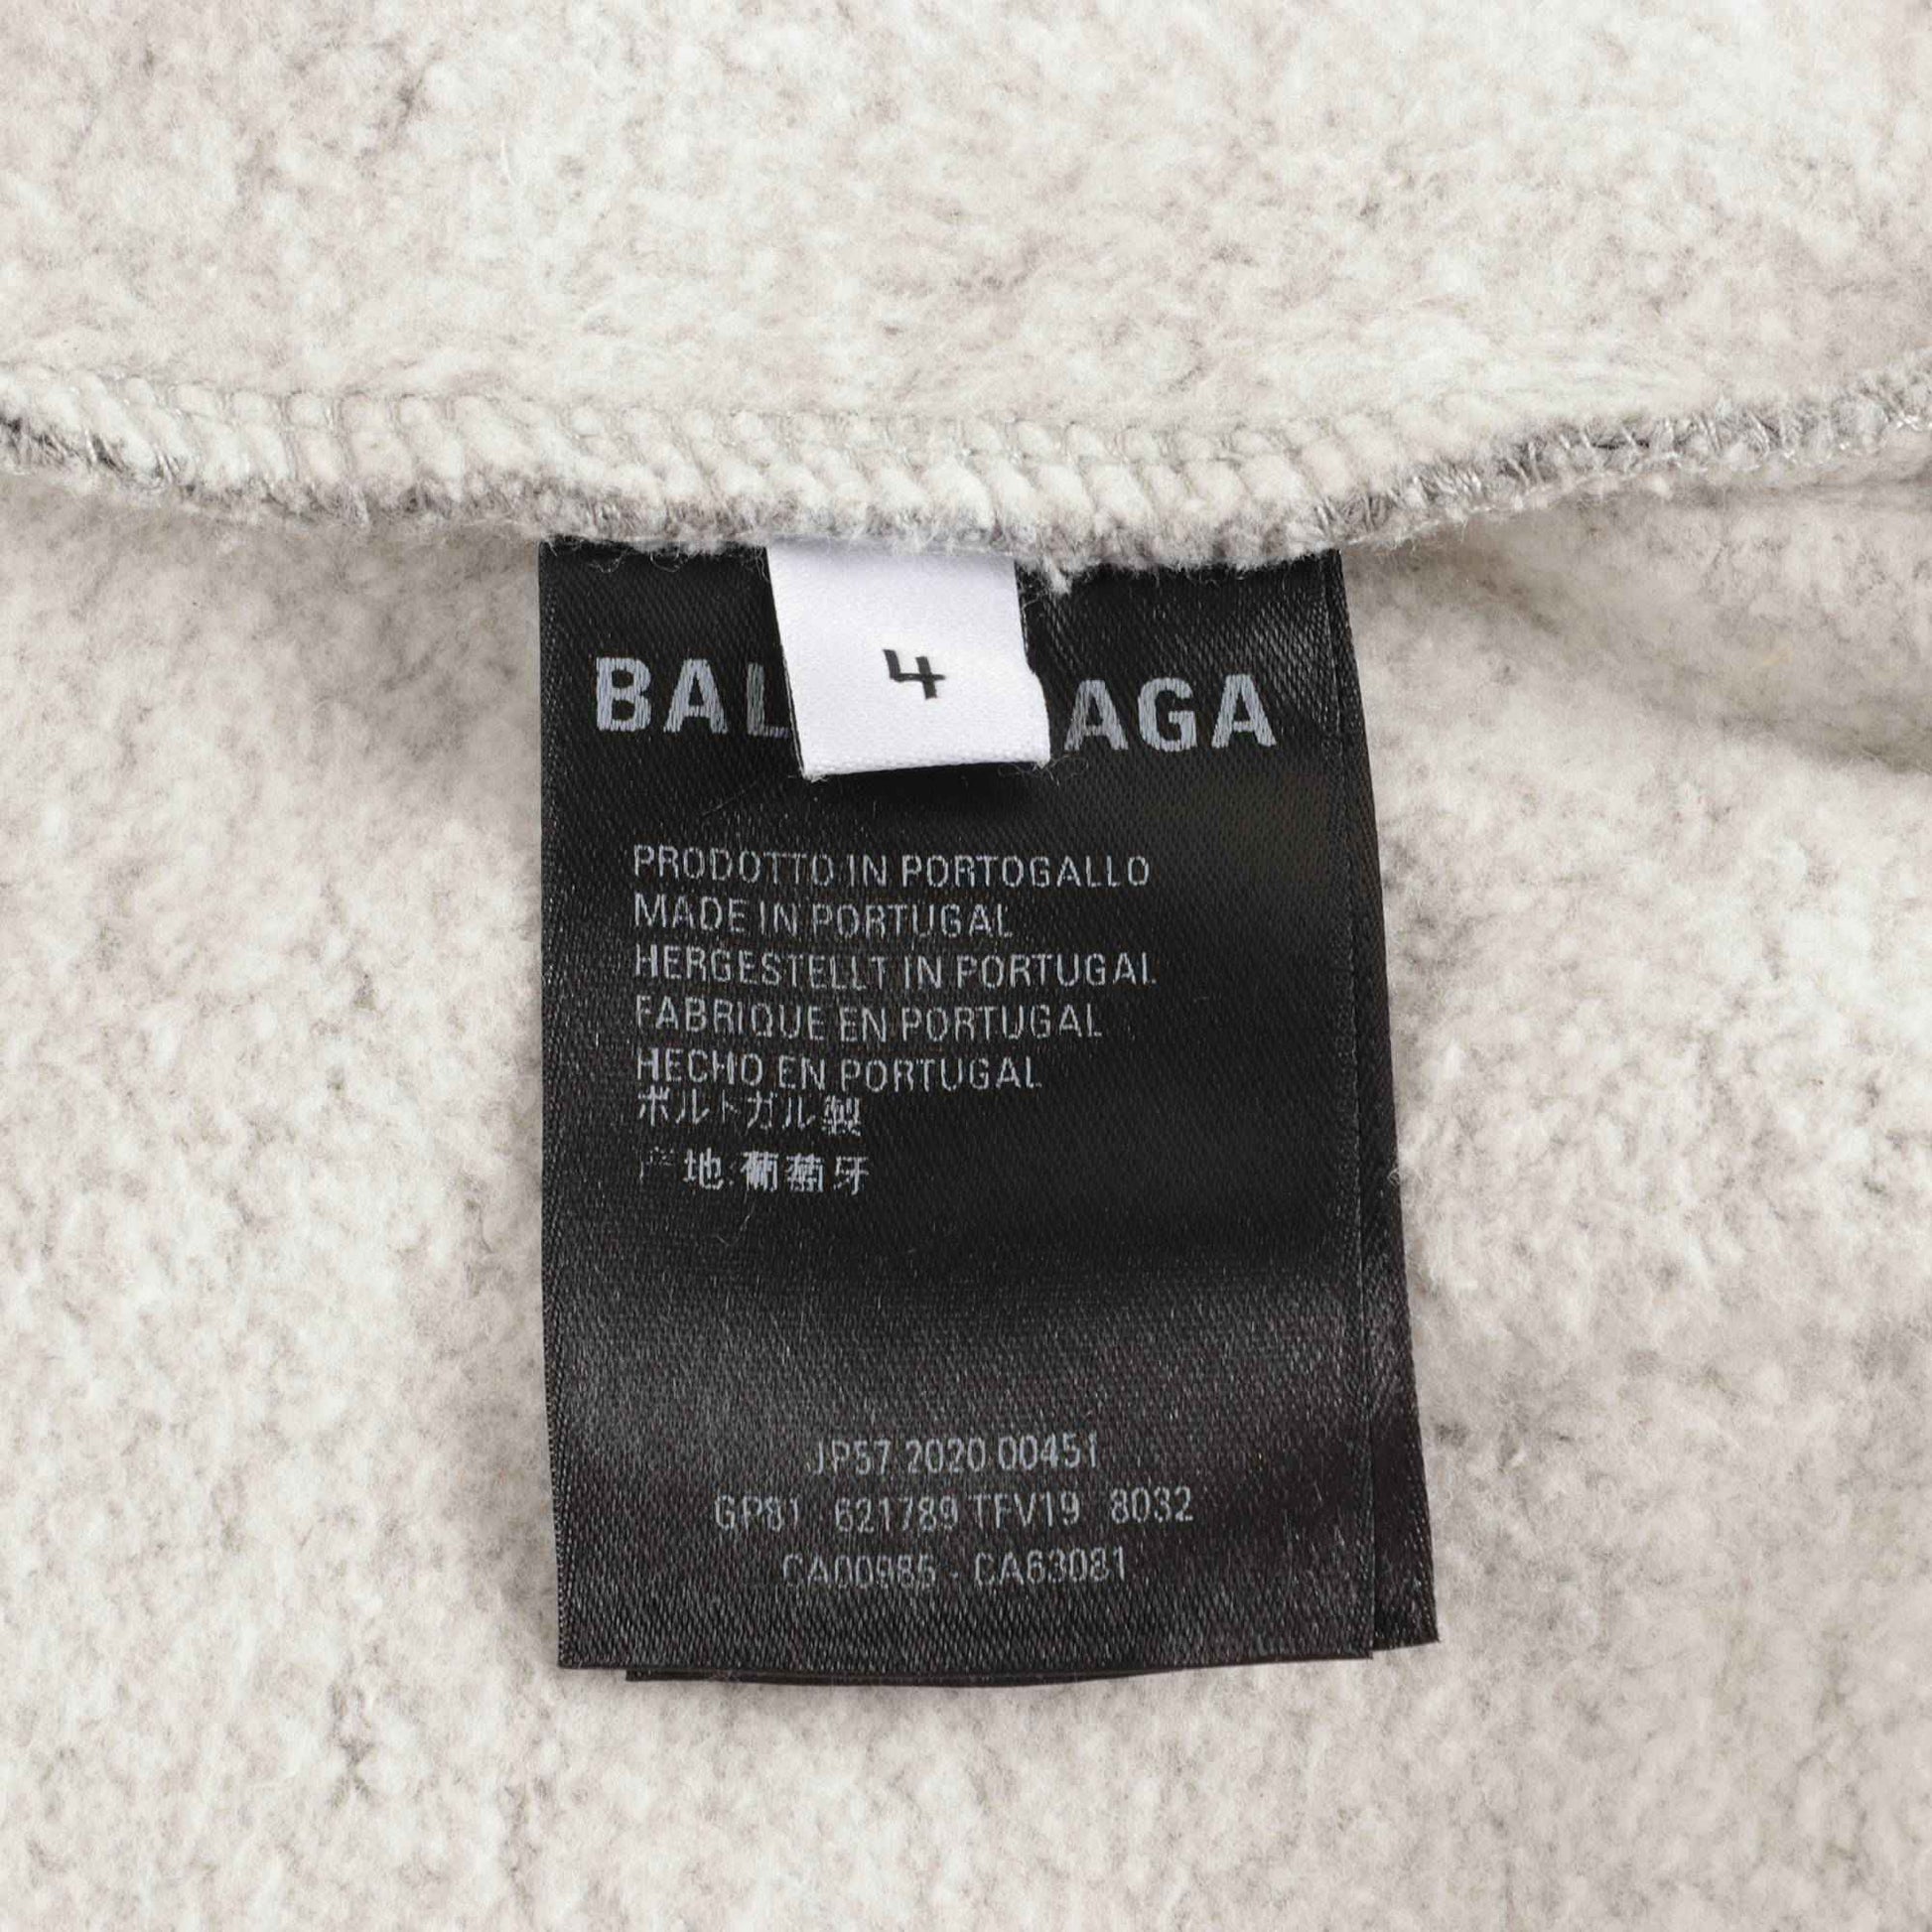 4
BAL AGA
PRODOTTO IN PORTOGALLO
MADE IN PORTUGAL
HERGESTELLT IN PORTUGAL
FABRIQUE EN PORTUGAL
HECHO EN PORTUGAL
ポルトガル製
产地:葡萄牙
JP57 2020 00451
GP81 621789 TFV19 8032
CA00985 - CA63081